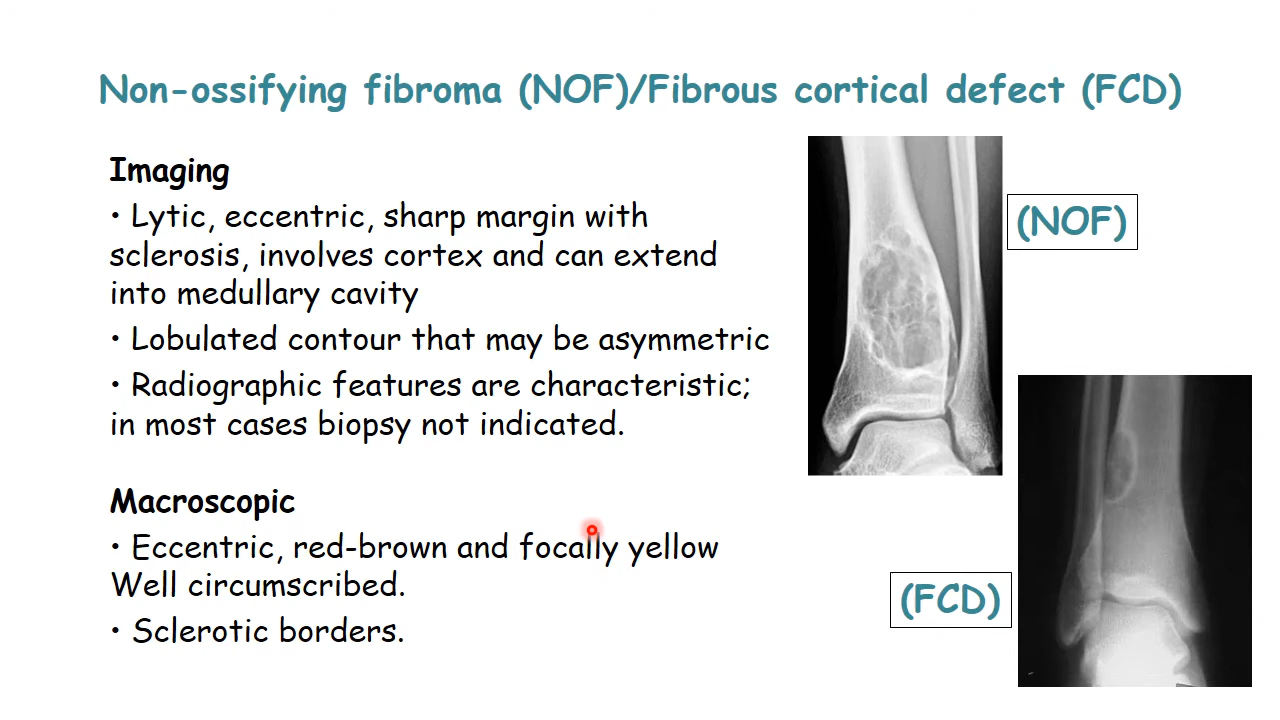 Non-ossifying fibroma (NOF)/Fibrous cortical defect (FCD)
Imaging
• Lytic, eccentric, sharp margin with
sclerosis, involves cortex and can extend
into medullary cavity
• Lobulated contour that may be asymmetric
• Radiographic features are characteristic;
in most cases biopsy not indicated.
Macroscopic
• Eccentric, red-brown and focally yellow
Well circumscribed.
• Sclerotic borders.
(NOF)
(FCD)